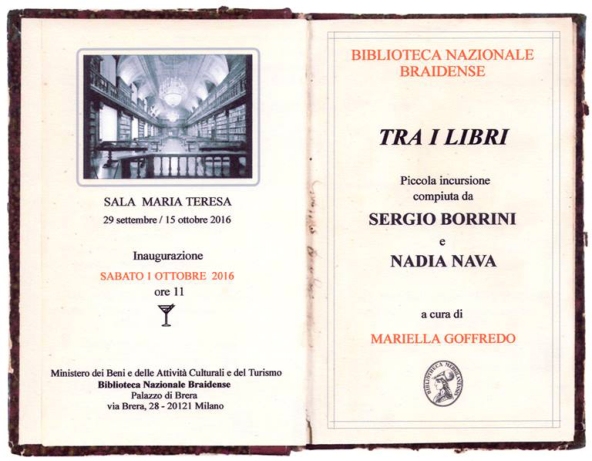 SALA MARIA TERESA
29 settembre / 15 ottobre 2016
Inaugurazione
SABATO 1 OTTOBRE 2016
ore 11
Ministero dei Beni e delle Attività Culturali e del Turismo
Biblioteca Nazionale Braidense
Palazzo di Brera
via Brera, 28 - 20121 Milano
BIBLIOTECA NAZIONALE
BRAIDENSE
TRA I LIBRI
Piccola incursione
compiuta da
SERGIO BORRINI
e
NADIA NAVA
a cura di
MARIELLA GOFFREDO